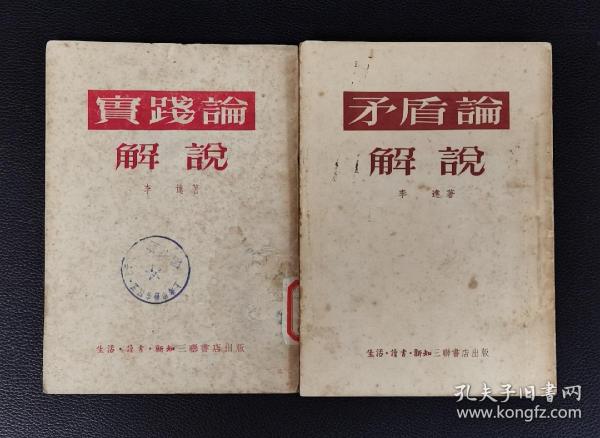 實踐論
解說
李達著
生活·讀書·新知三聯書店出版
矛盾論
解說
李達著
生活·讀書·新知三聯書店出版
孔夫子旧书网
www.kongfz.com